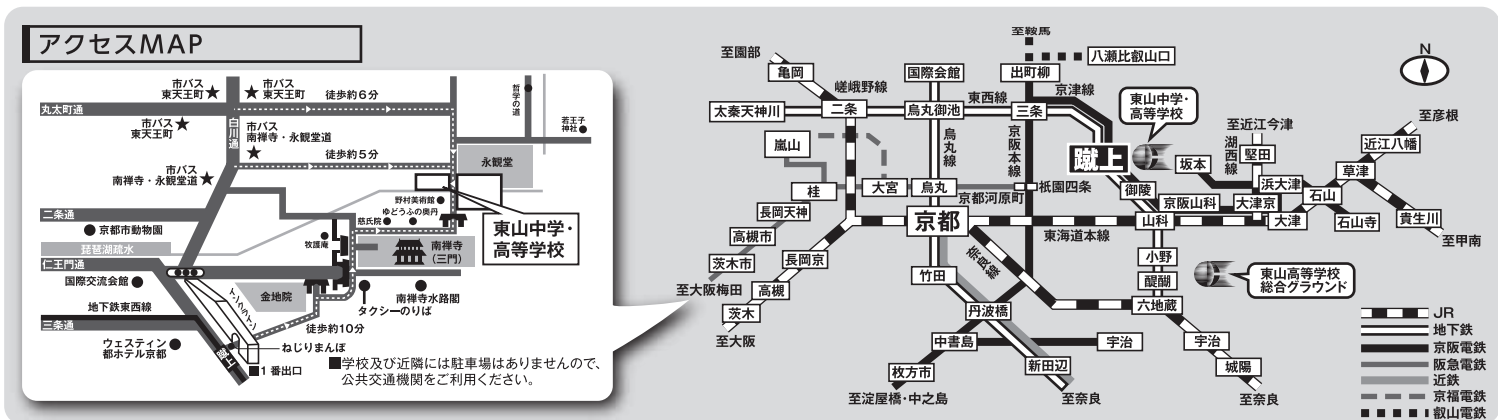 アクセスMAP
市バス
東天王町★
市バス
★東天王町
徒歩約6分
丸太町通
市バス
東天王町★
白川通
市バス
南禅寺・永観堂道
★
徒歩約5分
市バス
南禅寺・永観堂道★
哲学の道
若王子
神社●
永観堂
野村美術館●
ゆどうふの奥丹
慈氏院●
東山中学・
高等学校
二条通
●京都市動物園
琵琶湖疏水
牧護庵
南禅寺
(三門)
仁王門通
国際交流会館●
金地院
インクライン
タクシーのりば
南禅寺水路閣
地下鉄東西線
三条通
徒歩約10分
ねじりまんぽ
ウェスティン
都ホテル京都●
蹴上
■1番出口
■学校及び近隣には駐車場はありませんので、
公共交通機関をご利用ください。
至園部
亀岡
嵯峨野線
国際会館
至鞍馬
八瀬比叡山口
出町柳
京津線
太秦天神川
二条
烏丸御池
東西線
三条
東山中学・
高等学校
N
嵐山
烏丸線
京阪本線
蹴上
坂本
湖西線
至近江今津
堅田
至彦根
近江八幡
草津
桂
大宮
烏丸
京都河原町
祇園四条
御陵
京阪山科
大津京
浜大津
石山
長岡天神
京都
山科
東海道本線
大津
石山寺
貴生川
至甲南
高槻市
長岡京
茨木市
至大阪梅田
高槻
茨木
至大阪
奈良線
竹田
小野
醍醐
六地蔵
東山高等学校
総合グラウンド
丹波橋
中書島
宇治
宇治
枚方市
新田辺
城陽
至淀屋橋・中之島
至奈良
至奈良
JR
地下鉄
京阪電鉄
阪急電鉄
近鉄
京福電鉄
叡山電鉄